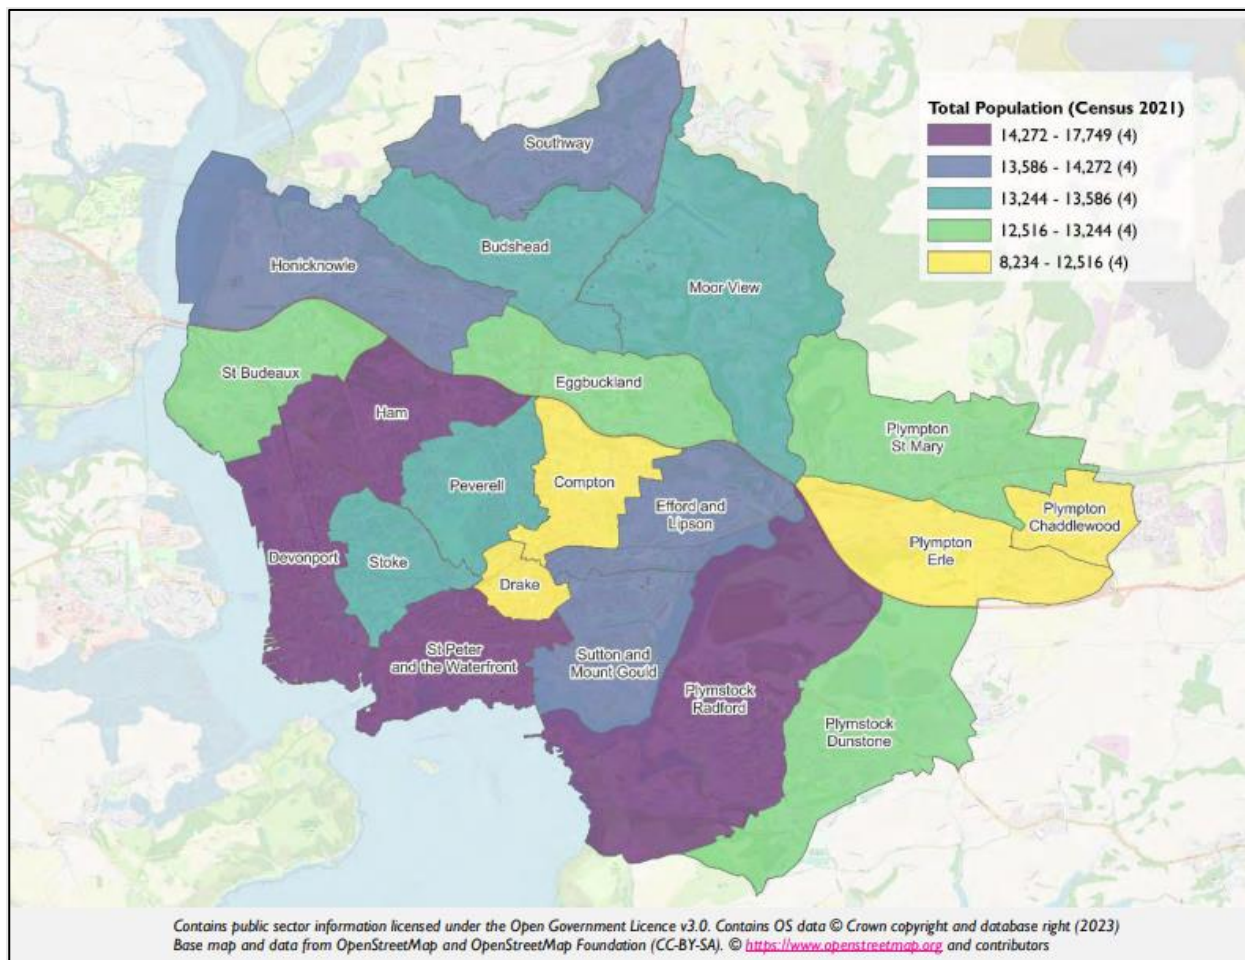 Total Population (Census 2021)
14,272 - 17,749 (4)
13,586 - 14,272 (4)
13,244 - 13,586 (4)
12,516 - 13,244 (4)
8,234 - 12,516 (4)
Southway
Budshead
Honicknowle
Moor View
St Budeaux
Eggbuckland
Ham
Plympton
St Mary
Peverell
Compton
Efford and
Lipson
Plympton
Chaddlewood
Plympton
Erle
Devonport
Stoke
Drake
St Peter
and the Waterfront
Sutton and
Mount Gould
Plymstock
Radford
Plymstock
Dunstone
Contains public sector information licensed under the Open Government Licence v3.0. Contains OS data © Crown copyright and database right (2023)
Base map and data from OpenStreetMap and OpenStreetMap Foundation (CC-BY-SA). © https://www.openstreetmap.org and contributors